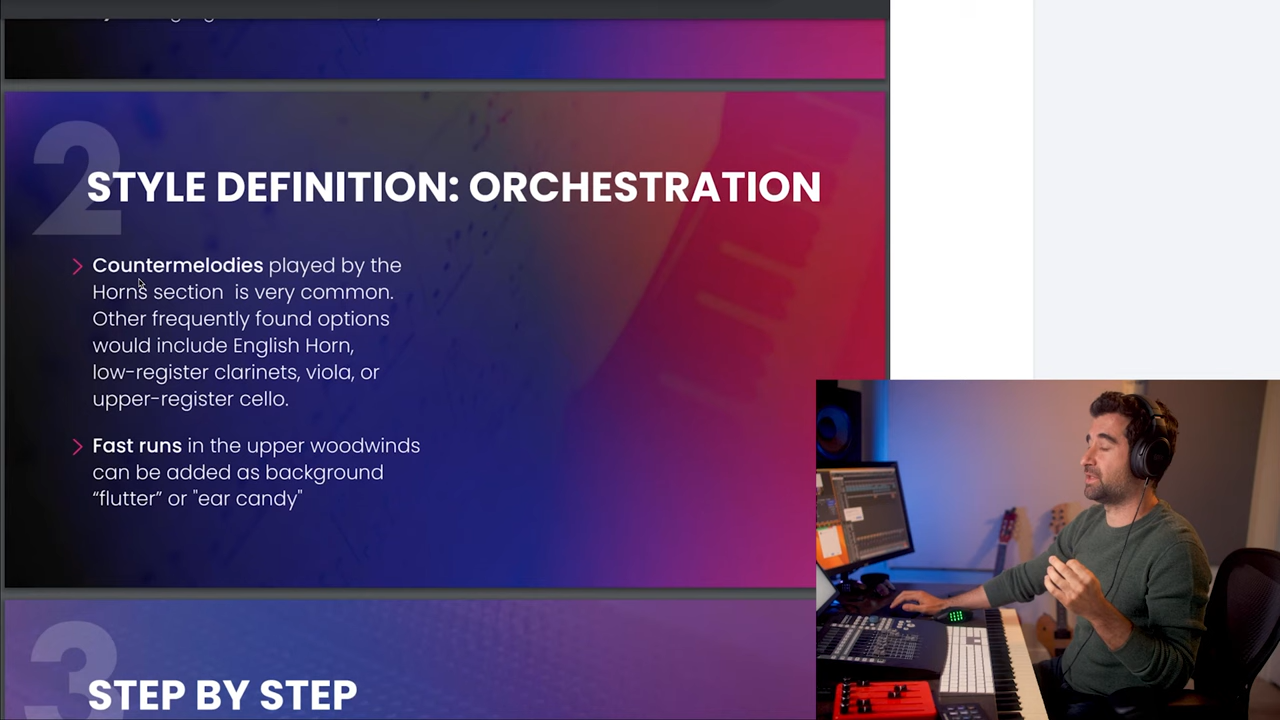 2
STYLE DEFINITION: ORCHESTRATION
Countermelodies played by the
Horns section  is very common.
Other frequently found options
would include English Horn,
low-register clarinets, viola, or
upper-register cello.
Fast runs in the upper woodwinds
can be added as background
“flutter” or "ear candy"
3
STEP BY STEP